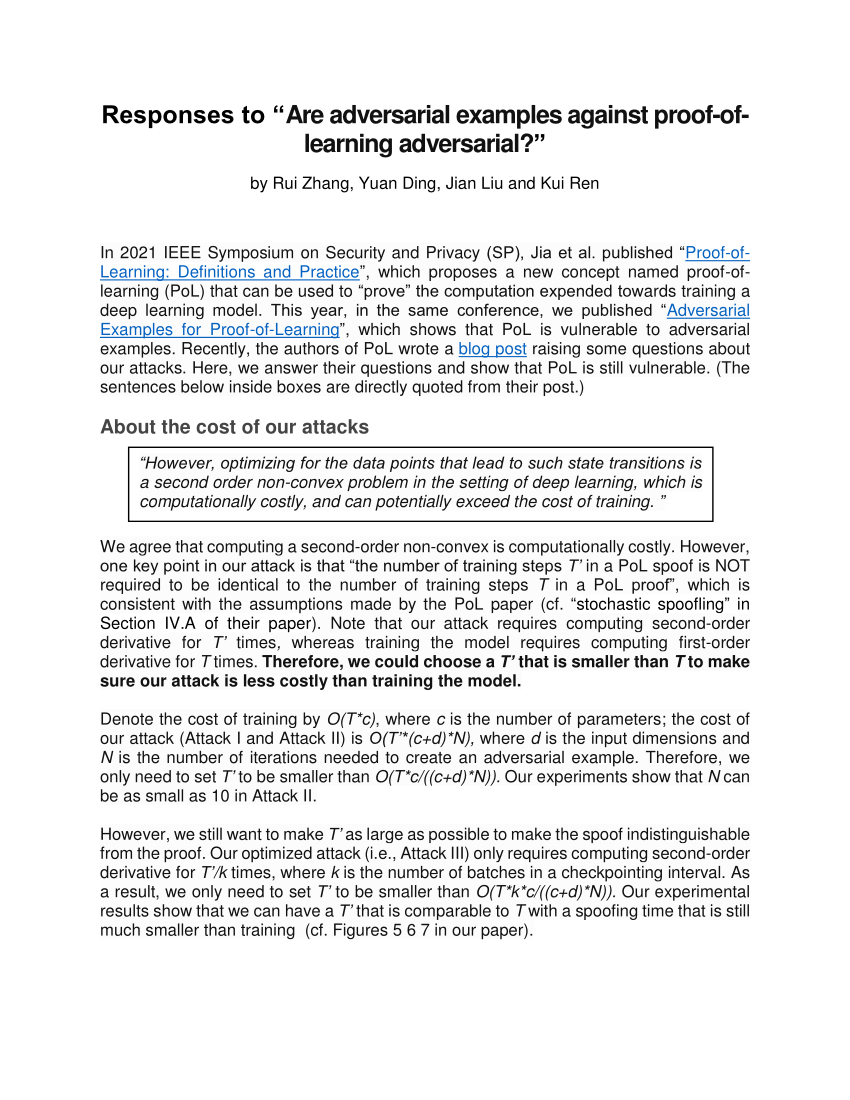 Responses to “Are adversarial examples against proof-of-
learning adversarial?”
by Rui Zhang, Yuan Ding, Jian Liu and Kui Ren
In 2021 IEEE Symposium on Security and Privacy (SP), Jia et al. published “Proof-of-
Learning: Definitions and Practice”, which proposes a new concept named proof-of-
learning (PoL) that can be used to “prove” the computation expended towards training a
deep learning model. This year, in the same conference, we published “Adversarial
Examples for Proof-of-Learning”, which shows that PoL is vulnerable to adversarial
examples. Recently, the authors of PoL wrote a blog post raising some questions about
our attacks. Here, we answer their questions and show that PoL is still vulnerable. (The
sentences below inside boxes are directly quoted from their post.)
About the cost of our attacks
“However, optimizing for the data points that lead to such state transitions is
a second order non-convex problem in the setting of deep learning, which is
computationally costly, and can potentially exceed the cost of training. ”
We agree that computing a second-order non-convex is computationally costly. However,
one key point in our attack is that “the number of training steps T’ in a PoL spoof is NOT
required to be identical to the number of training steps T in a PoL proof”, which is
consistent with the assumptions made by the PoL paper (cf. “stochastic spoofling” in
Section IV.A of their paper). Note that our attack requires computing second-order
derivative for T’ times, whereas training the model requires computing first-order
derivative for T times. Therefore, we could choose a T’ that is smaller than T to make
sure our attack is less costly than training the model.
Denote the cost of training by O(T*c), where c is the number of parameters; the cost of
our attack (Attack I and Attack II) is O(T’*(c+d)*N), where d is the input dimensions and
N is the number of iterations needed to create an adversarial example. Therefore, we
only need to set T’ to be smaller than O(T*c/((c+d)*N)). Our experiments show that N can
be as small as 10 in Attack II.
However, we still want to make T’ as large as possible to make the spoof indistinguishable
from the proof. Our optimized attack (i.e., Attack III) only requires computing second-order
derivative for T’/k times, where k is the number of batches in a checkpointing interval. As
a result, we only need to set T’ to be smaller than O(T*k*c/((c+d)*N)). Our experimental
results show that we can have a T’ that is comparable to T with a spoofing time that is still
much smaller than training (cf. Figures 5 6 7 in our paper).